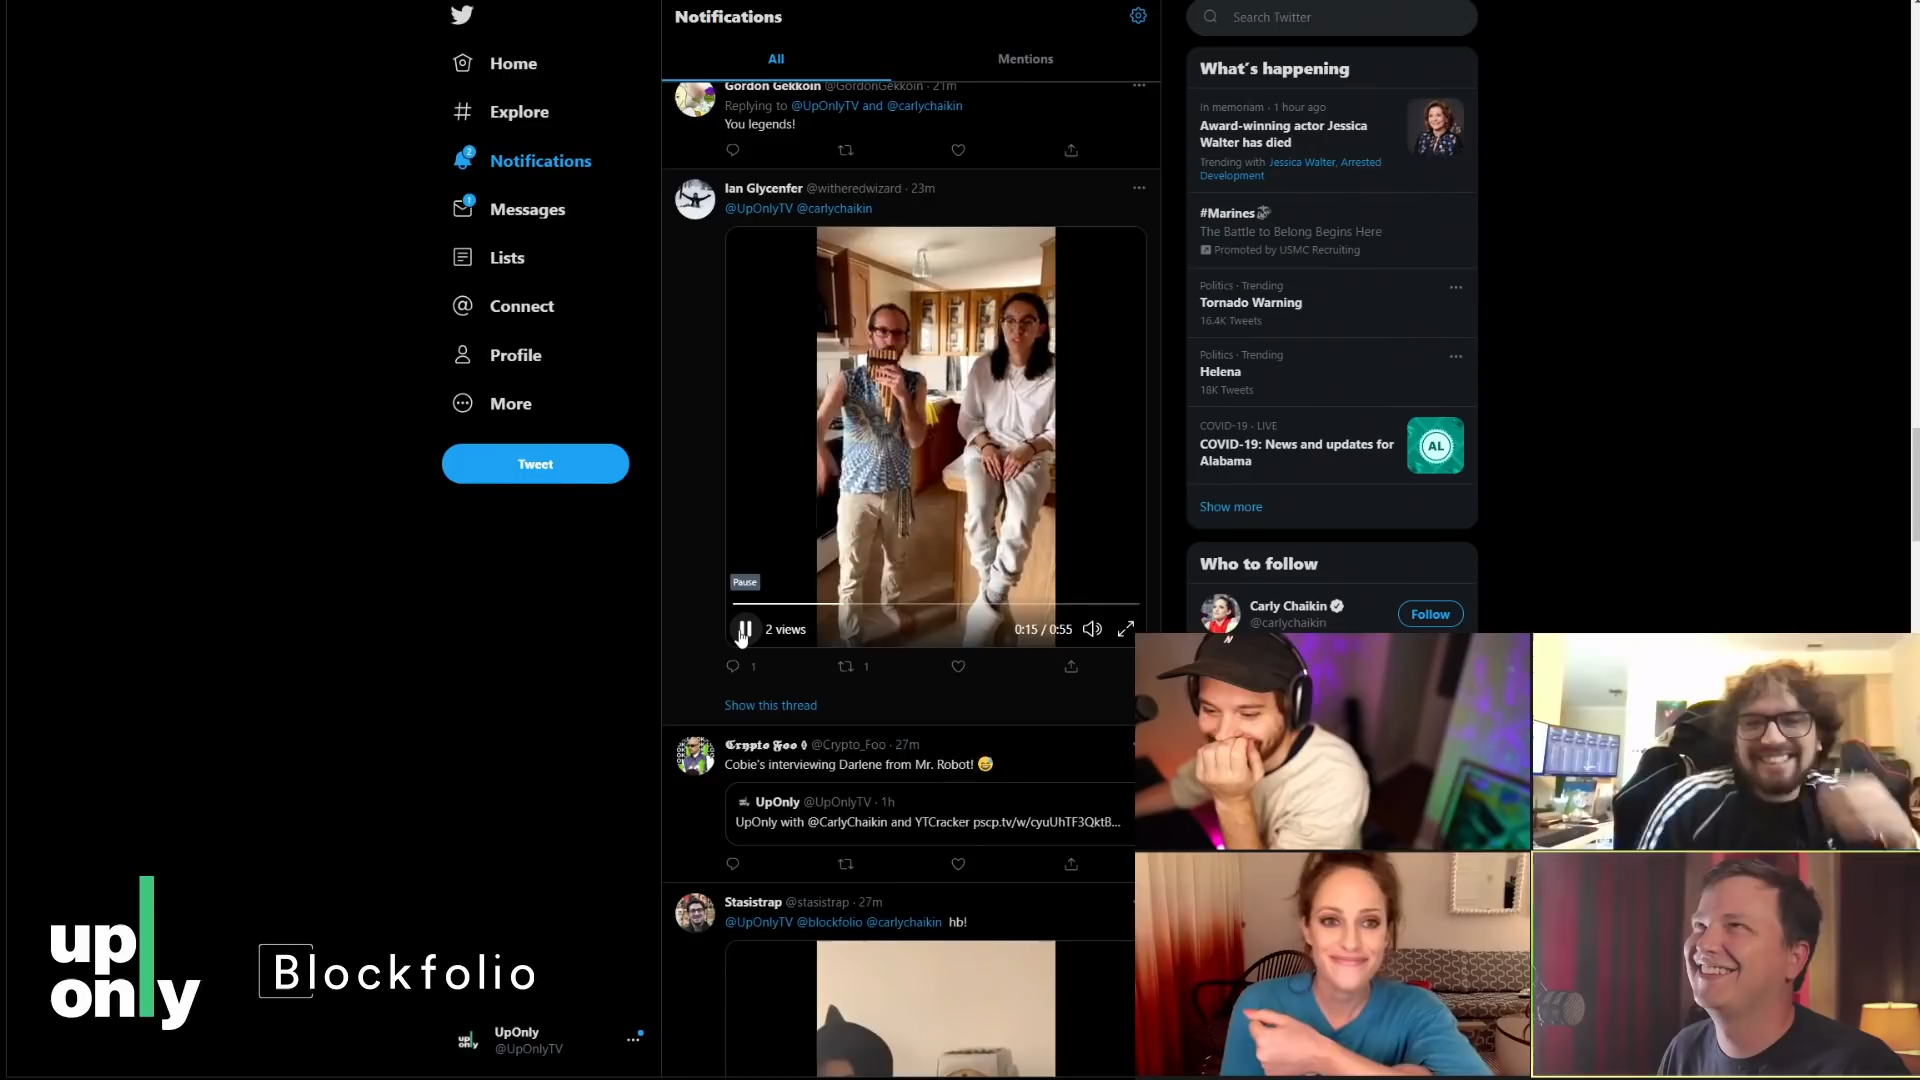 Home
Explore
2
Notifications
1
Messages
Lists
Connect
Profile
More
Tweet
up
only
Blockfolio
up
only
UpOnly
@UpOnlyTV
Notifications
All
Mentions
Gordon Gekkoin @GordonGekkoin · 21m
Replying to @UpOnlyTV and @carlychaikin
You legends!
Ian Glycenfer @witheredwizard · 23m
@UpOnlyTV @carlychaikin
Pause
2 views
0:15 / 0:55
1
1
Show this thread
𝕮𝖗𝖞𝖕𝖙𝖔 𝕱𝖔𝖔 ⧫ @Crypto_Foo · 27m
Cobie's interviewing Darlene from Mr. Robot! 😅
UpOnly @UpOnlyTV · 1h
UpOnly with @CarlyChaikin and YTCracker pscp.tv/w/cyuUhTF3QktB...
Stasistrap @stasistrap · 27m
@UpOnlyTV @blockfolio @carlychaikin hb!
Search Twitter
What's happening
In memoriam · 1 hour ago
Award-winning actor Jessica
Walter has died
Trending with Jessica Walter, Arrested
Development
#Marines
The Battle to Belong Begins Here
Promoted by USMC Recruiting
Politics · Trending
Tornado Warning
16.4K Tweets
Politics · Trending
Helena
18K Tweets
COVID-19 · LIVE
COVID-19: News and updates for
Alabama
AL
Show more
Who to follow
Carly Chaikin
@carlychaikin
Follow